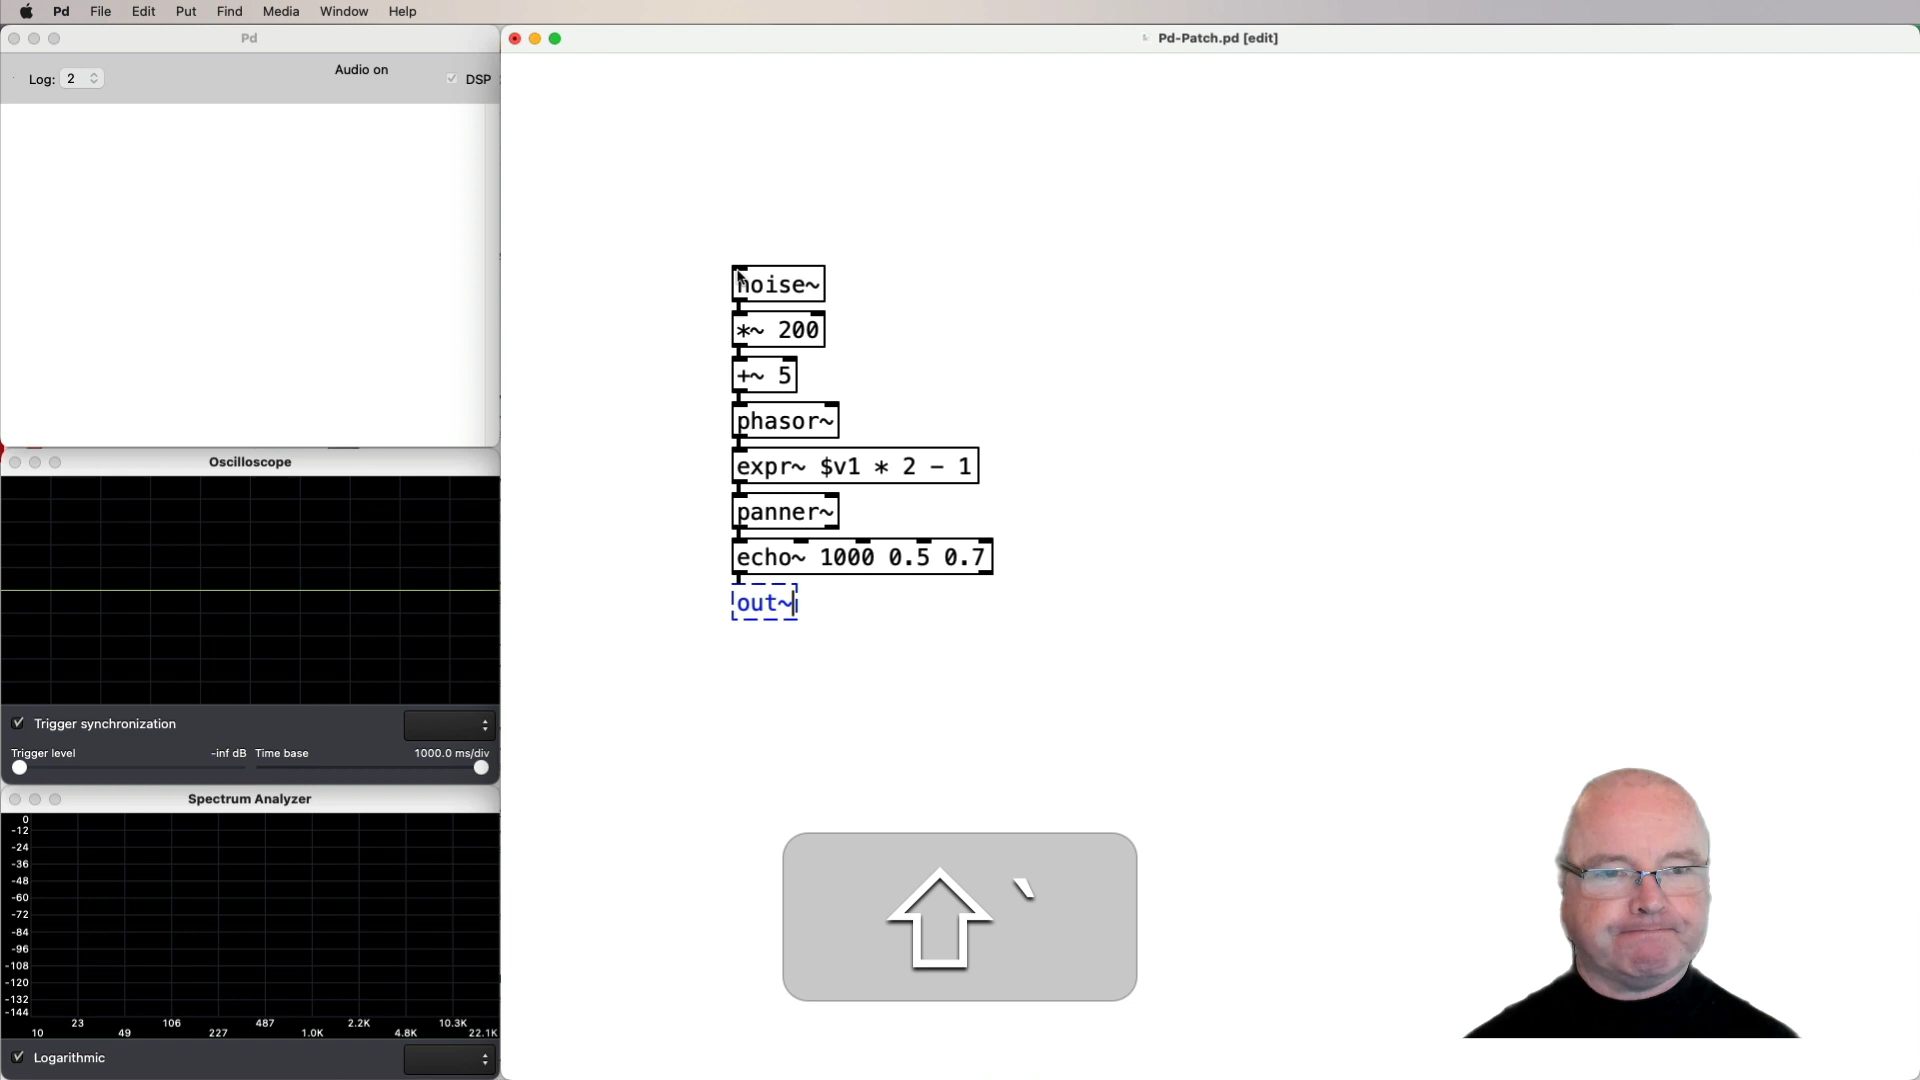 Pd File Edit Put Find Media Window Help
Pd
Log: 2 Audio on DSP
Pd-Patch.pd [edit]
noise~
*~ 200
+~ 5
phasor~
expr~ $v1 * 2 - 1
panner~
echo~ 1000 0.5 0.7
out~
Oscilloscope
Trigger synchronization
Trigger level -inf dB Time base 1000.0 ms/div
Spectrum Analyzer
0
-12
-24
-36
-48
-60
-72
-84
-96
-108
-120
-132
-144
23 106 487 2.2K 10.3K
10 49 227 1.0K 4.8K 22.1K
Logarithmic
`